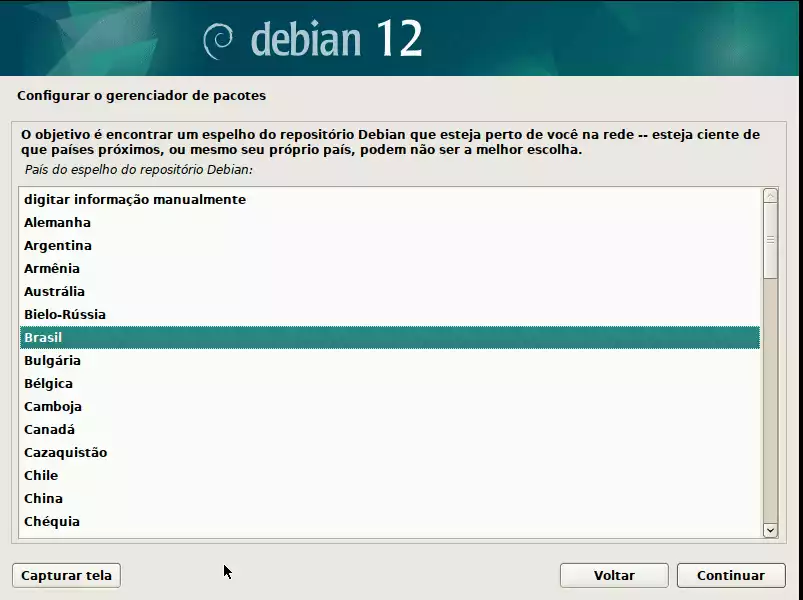 debian 12
Configurar o gerenciador de pacotes
O objetivo é encontrar um espelho do repositório Debian que esteja perto de você na rede -- esteja ciente de
que países próximos, ou mesmo seu próprio país, podem não ser a melhor escolha.
País do espelho do repositório Debian:
digitar informação manualmente
Alemanha
Argentina
Armênia
Austrália
Bielo-Rússia
Brasil
Bulgária
Bélgica
Camboja
Canadá
Cazaquistão
Chile
China
Chéquia
Capturar tela
Voltar
Continuar